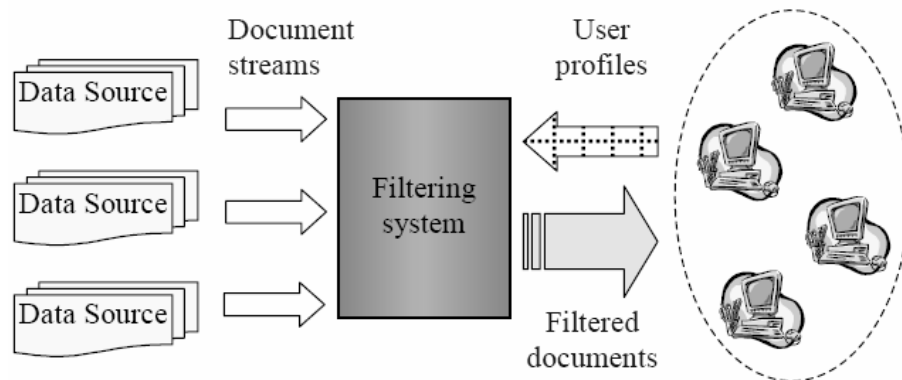 Document
streams
User
profiles
Data Source
Data Source
Data Source
Filtering
system
Filtered
documents